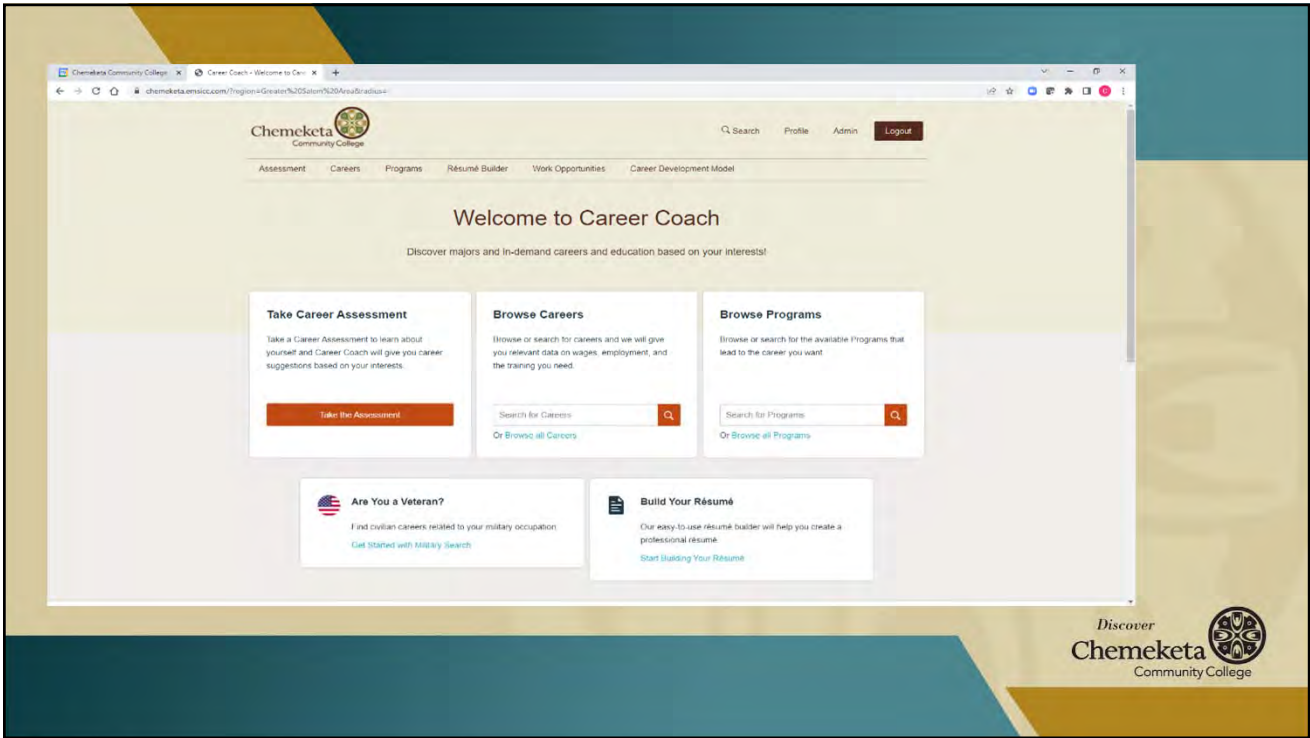 Chemeketa Community College
Career Coach - Welcome to Care
chemeketa.emsicc.com/?region=Greater%20Salem%20Area&radius=
Chemeketa
Community College
Search Profile Admin Logout
Assessment Careers Programs Résumé Builder Work Opportunities Career Development Model
Welcome to Career Coach
Discover majors and in-demand careers and education based on your interests!
Take Career Assessment
Take a Career Assessment to learn about
yourself and Career Coach will give you career
suggestions based on your interests.
Take the Assessment
Browse Careers
Browse or search for careers and we will give
you relevant data on wages, employment, and
the training you need.
Search for Careers
Or Browse all Careers
Browse Programs
Browse or search for the available Programs that
lead to the career you want.
Search for Programs
Or Browse all Programs
Are You a Veteran?
Find civilian careers related to your military occupation
Get Started with Military Search
Build Your Résumé
Our easy-to-use résumé builder will help you create a
professional résumé.
Start Building Your Résumé
Discover
Chemeketa
Community College